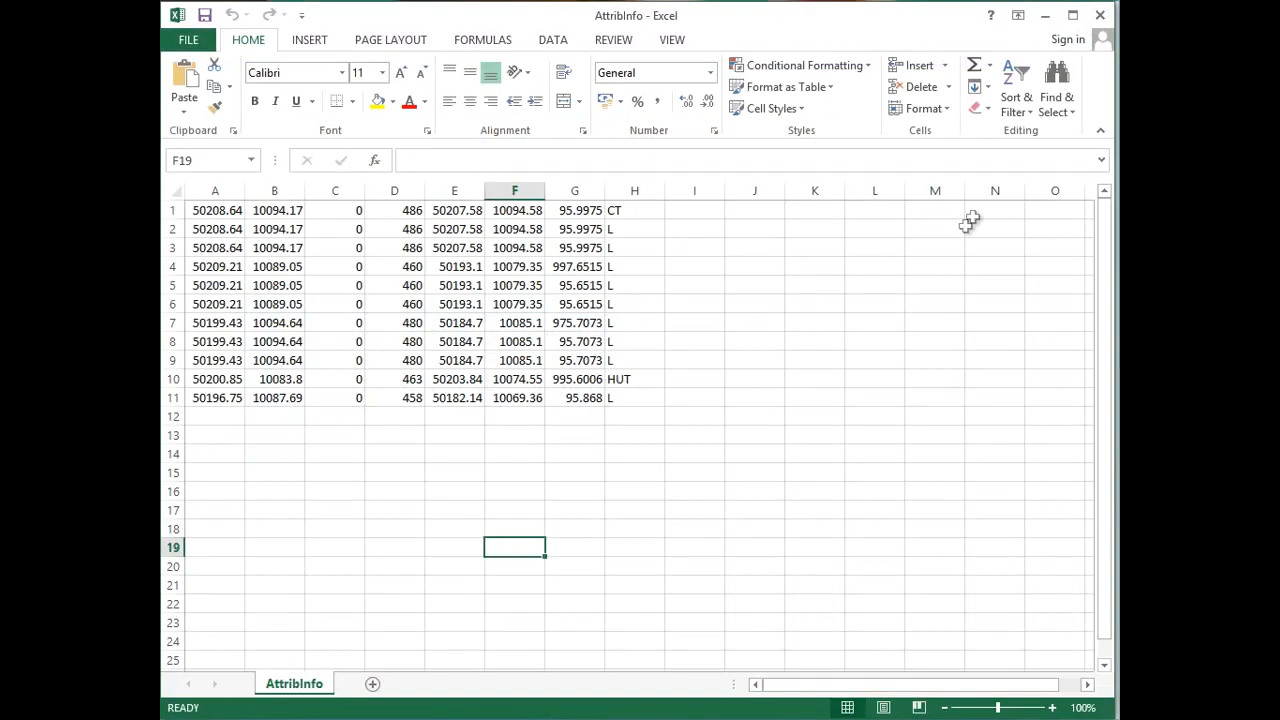 AttribInfo - Excel
?
FILE HOME INSERT PAGE LAYOUT FORMULAS DATA REVIEW VIEW Sign in
Paste Calibri 11 General Conditional Formatting Insert Sort & Filter Find & Select
B I U % , Format as Table Delete
Cell Styles Format
Clipboard Font Alignment Number Styles Cells Editing
F19 fx
A B C D E F G H I J K L M N O
1 50208.64 10094.17 0 486 50207.58 10094.58 95.9975 CT
2 50208.64 10094.17 0 486 50207.58 10094.58 95.9975 L
3 50208.64 10094.17 0 486 50207.58 10094.58 95.9975 L
4 50209.21 10089.05 0 460 50193.1 10079.35 997.6515 L
5 50209.21 10089.05 0 460 50193.1 10079.35 95.6515 L
6 50209.21 10089.05 0 460 50193.1 10079.35 95.6515 L
7 50199.43 10094.64 0 480 50184.7 10085.1 975.7073 L
8 50199.43 10094.64 0 480 50184.7 10085.1 95.7073 L
9 50199.43 10094.64 0 480 50184.7 10085.1 95.7073 L
10 50200.85 10083.8 0 463 50203.84 10074.55 995.6006 HUT
11 50196.75 10087.69 0 458 50182.14 10069.36 95.868 L
12
13
14
15
16
17
18
19
20
21
22
23
24
25
AttribInfo
READY 100%